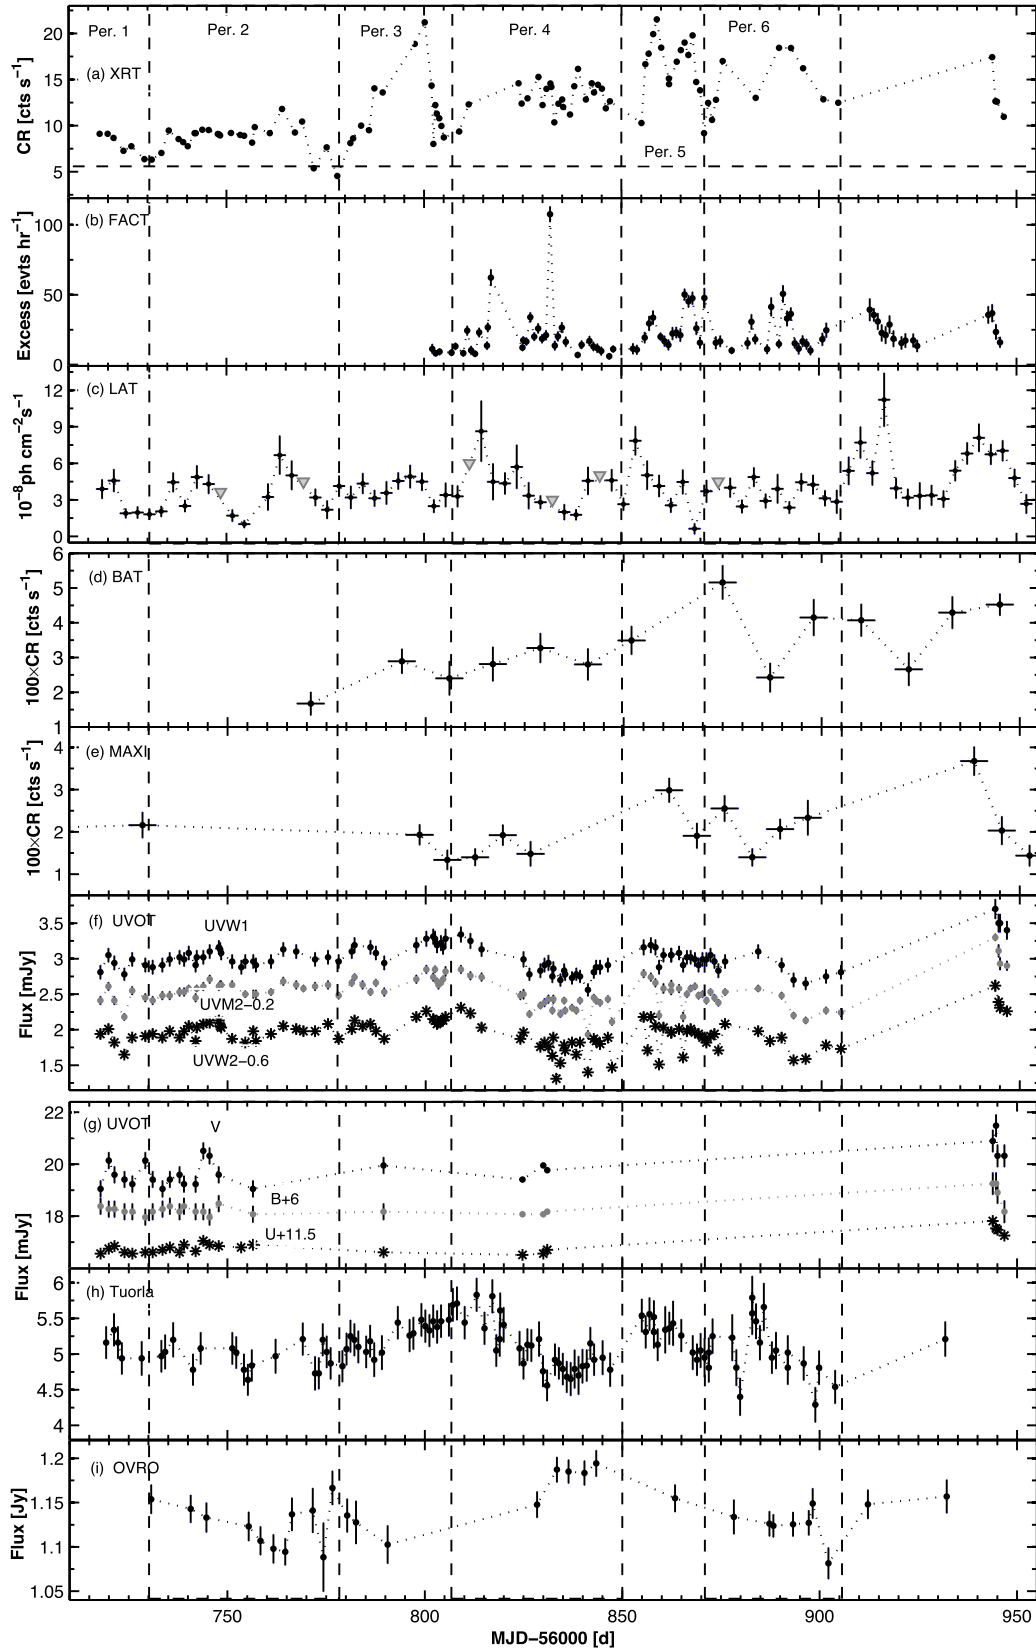 Per. 1
Per. 2
Per. 3
Per. 4
Per. 6
20
15
10
5
CR [cts s⁻¹]
(a) XRT
Per. 5
(b) FACT
100
50
0
Excess [evts hr⁻¹]
(c) LAT
12
9
6
3
0
10⁻⁸ph cm⁻²s⁻¹
(d) BAT
6
5
4
3
2
1
100×CR [cts s⁻¹]
(e) MAXI
4
3
2
1
100×CR [cts s⁻¹]
(f) UVOT
UVW1
UVM2−0.2
UVW2−0.6
3.5
3
2.5
2
1.5
Flux [mJy]
(g) UVOT
V
B+6
U+11.5
22
20
18
Flux [mJy]
(h) Tuorla
6
5.5
5
4.5
4
(i) OVRO
1.2
1.15
1.1
1.05
Flux [Jy]
750
800
850
900
950
MJD−56000 [d]